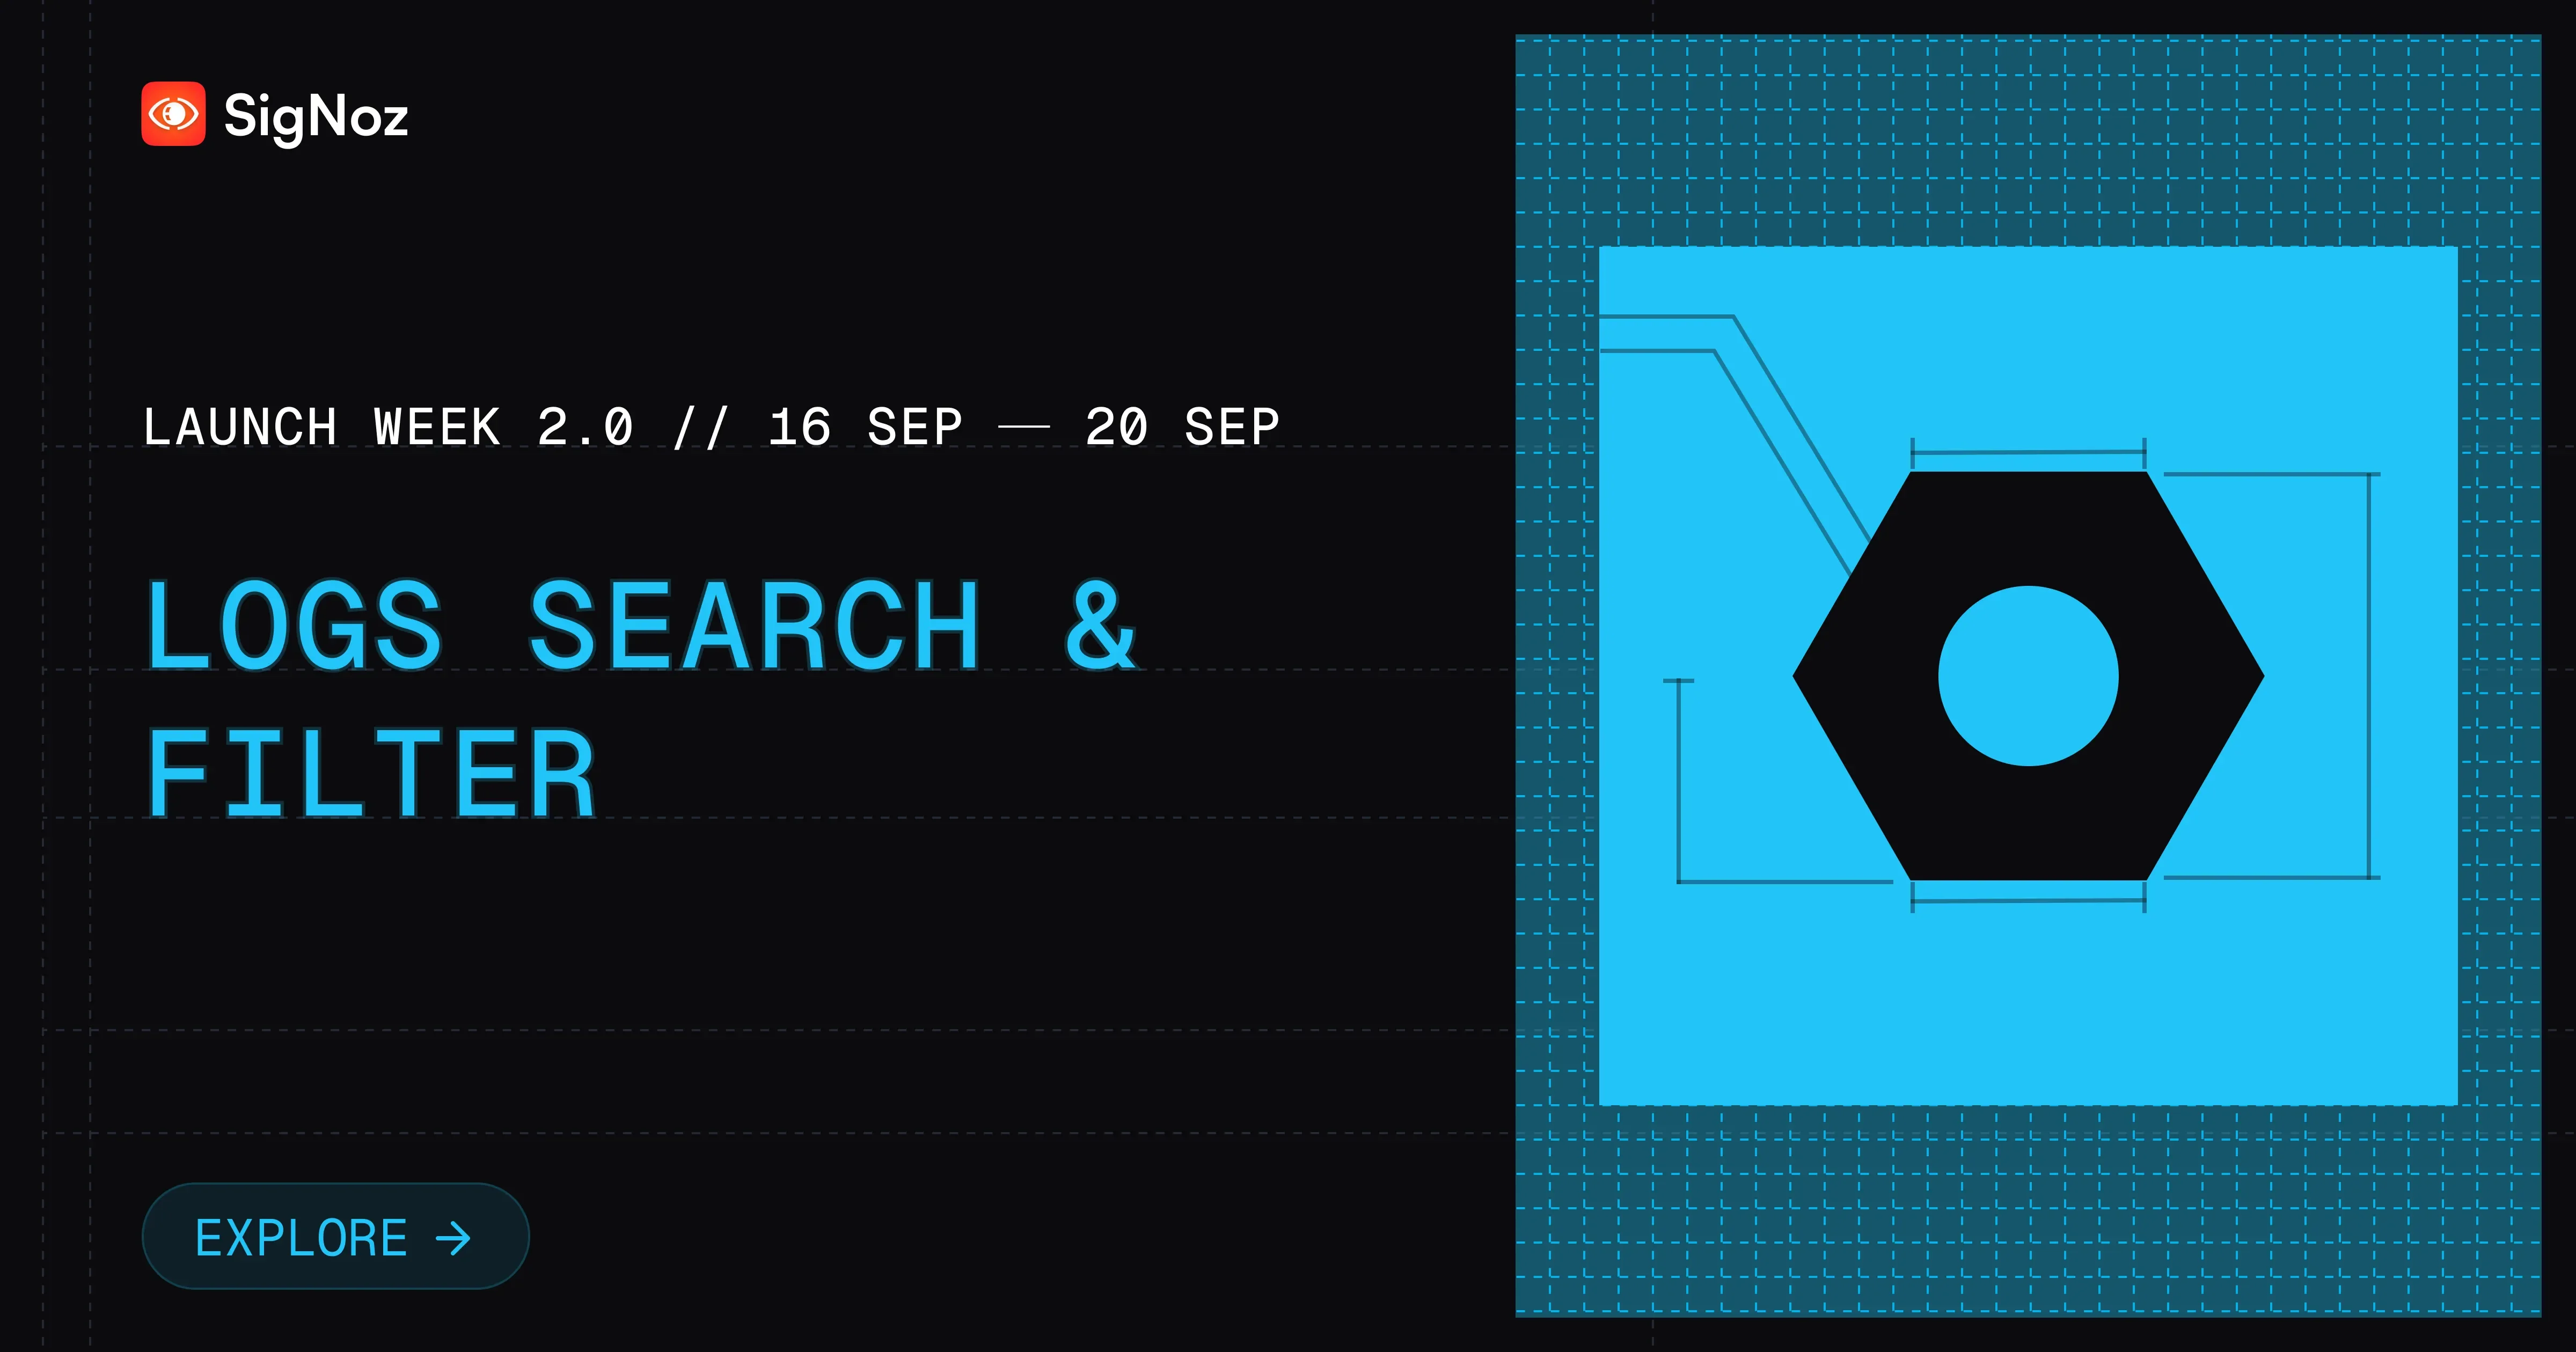 SigNoz
LAUNCH WEEK 2.0 // 16 SEP — 20 SEP
LOGS SEARCH &
FILTER
EXPLORE →